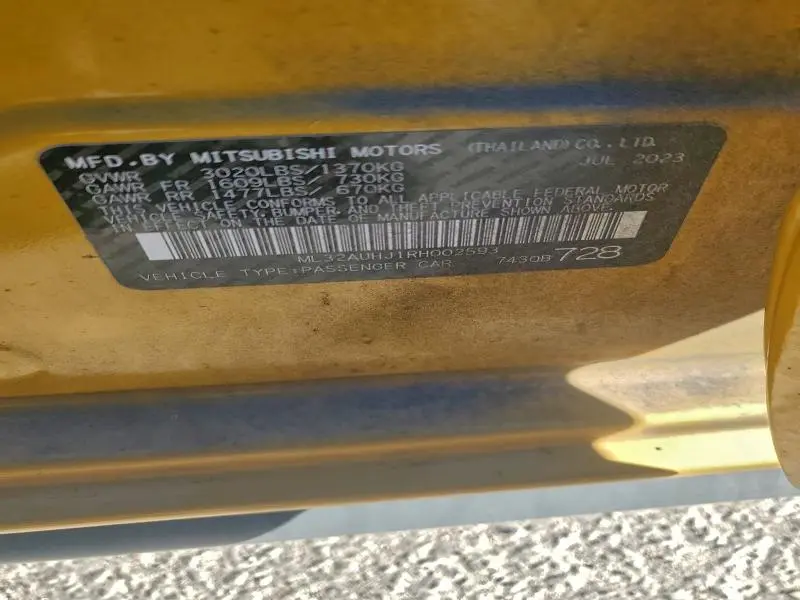 MFD.BY MITSUBISHI MOTORS (THAILAND)CO., LTD.
JUL 2023
GVWR 3020LBS/1370KG
GAWR FR 1609LBS/ 730KG
GAWR RR 1477LBS/ 670KG
THIS VEHICLE CONFORMS TO ALL APPLICABLE FEDERAL MOTOR
VEHICLE SAFETY,BUMPER,AND THEFT PREVENTION STANDARDS
IN EFFECT ON THE DATE OF MANUFACTURE SHOWN ABOVE.
ML32AUHJ1RH002593
VEHICLE TYPE:PASSENGER CAR 7430B 728